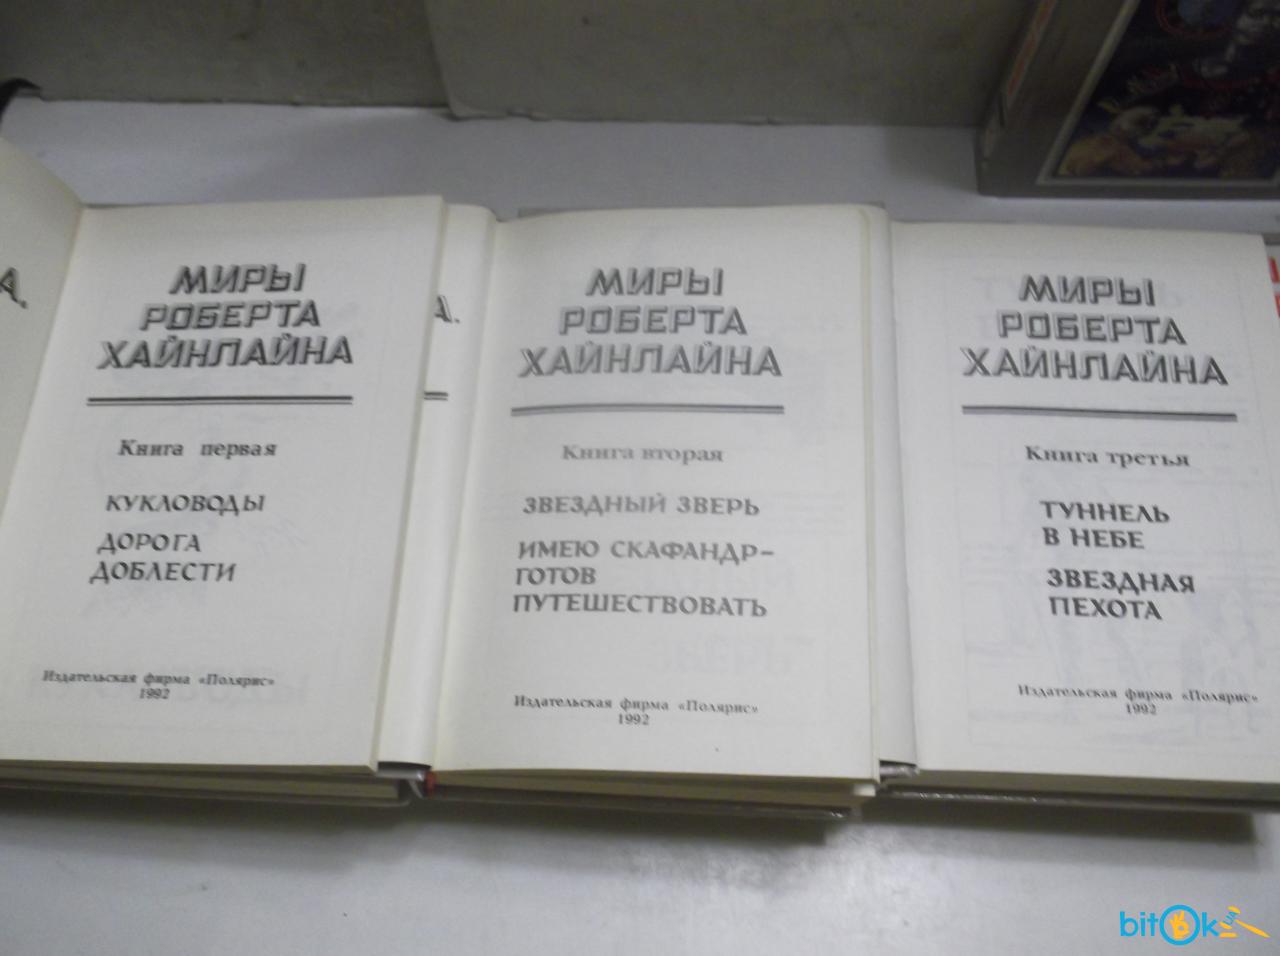 А.
МИРЫ
РОБЕРТА
ХАЙНЛАЙНА
Книга первая
КУКЛОВОДЫ
ДОРОГА
ДОБЛЕСТИ
Издательская фирма «Полярис»
1992
А.
МИРЫ
РОБЕРТА
ХАЙНЛАЙНА
Книга вторая
ЗВЕЗДНЫЙ ЗВЕРЬ
ИМЕЮ СКАФАНДР-
ГОТОВ
ПУТЕШЕСТВОВАТЬ
Издательская фирма «Полярис»
1992
МИРЫ
РОБЕРТА
ХАЙНЛАЙНА
Книга третья
ТУННЕЛЬ
В НЕБЕ
ЗВЕЗДНАЯ
ПЕХОТА
Издательская фирма «Полярис»
1992
bitOk